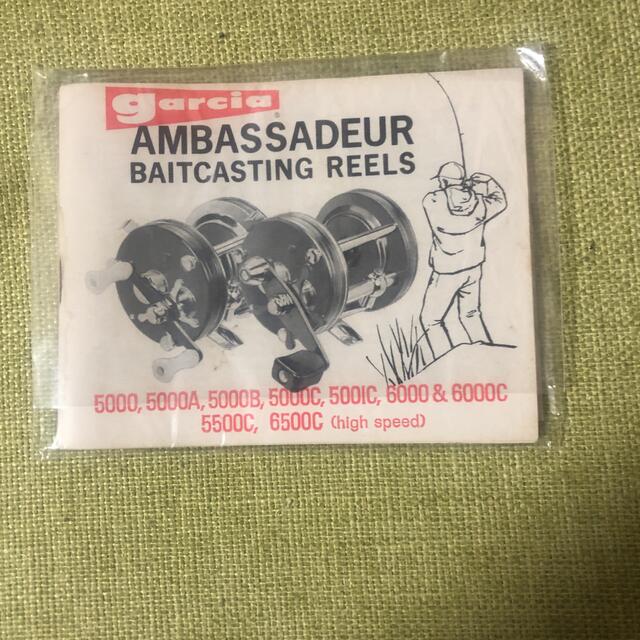 garcia
AMBASSADEUR
BAITCASTING REELS
5000, 5000A, 5000B, 5000C, 5001C, 6000 & 6000C
5500C, 6500C (high speed)